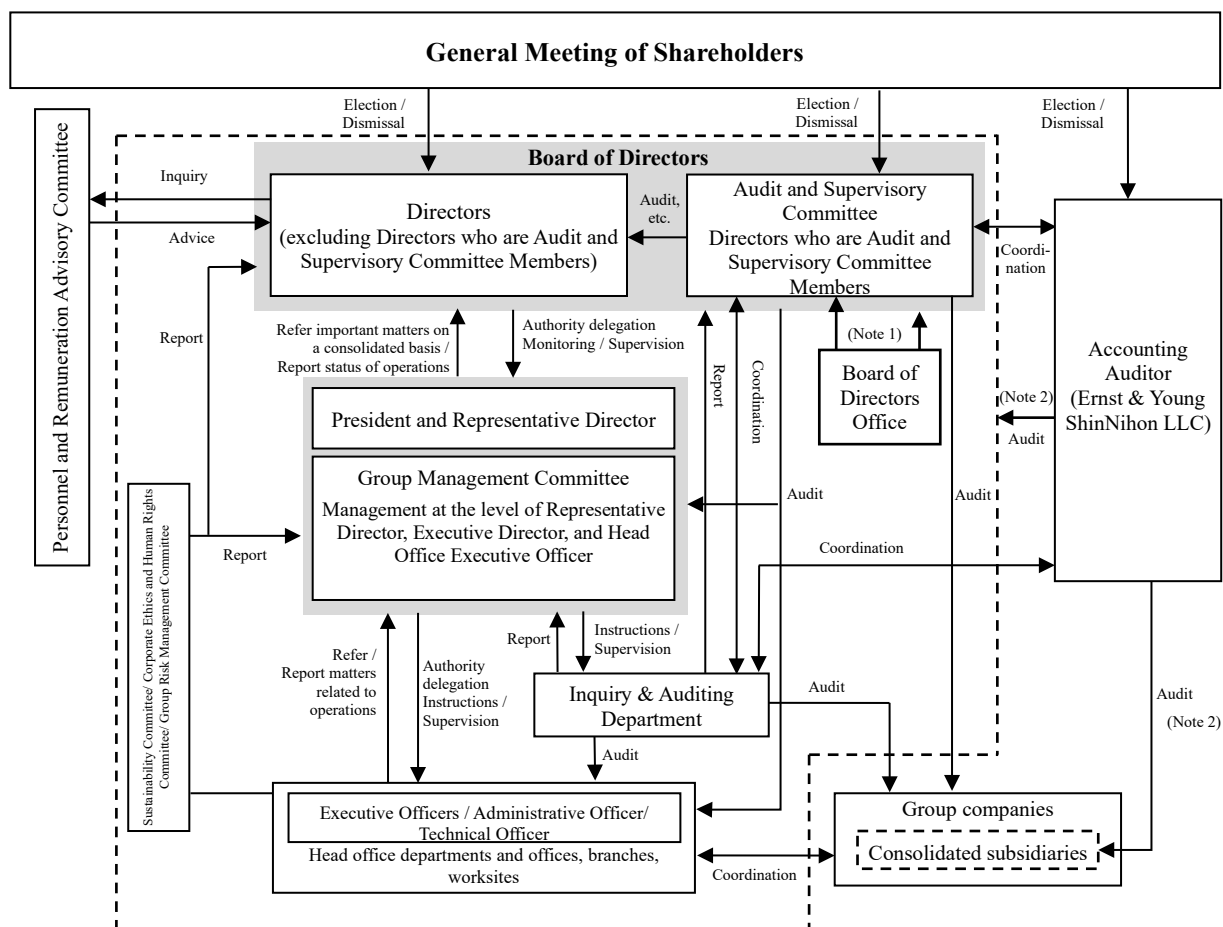 General Meeting of Shareholders
Election /
Dismissal
Election /
Dismissal
Election /
Dismissal
Personnel and Remuneration Advisory Committee
Board of Directors
Inquiry
Advice
Directors
(excluding Directors who are Audit and
Supervisory Committee Members)
Audit,
etc.
Audit and Supervisory
Committee
Directors who are Audit and
Supervisory Committee
Members
Coordi-
nation
Report
Refer important matters on
a consolidated basis /
Report status of operations
Authority delegation
Monitoring / Supervision
Report
Coordination
(Note 1)
Board of
Directors
Office
Accounting
Auditor
(Ernst & Young
ShinNihon LLC)
(Note 2)
Audit
President and Representative Director
Group Management Committee
Management at the level of Representative
Director, Executive Director, and Head
Office Executive Officer
Audit
Audit
Sustainability Committee/ Corporate Ethics and Human Rights
Committee/ Group Risk Management Committee
Report
Coordination
Refer /
Report matters
related to
operations
Authority
delegation
Instructions /
Supervision
Report
Instructions /
Supervision
Inquiry & Auditing
Department
Audit
Audit
Audit
(Note 2)
Executive Officers / Administrative Officer/
Technical Officer
Head office departments and offices, branches,
worksites
Coordination
Group companies
Consolidated subsidiaries